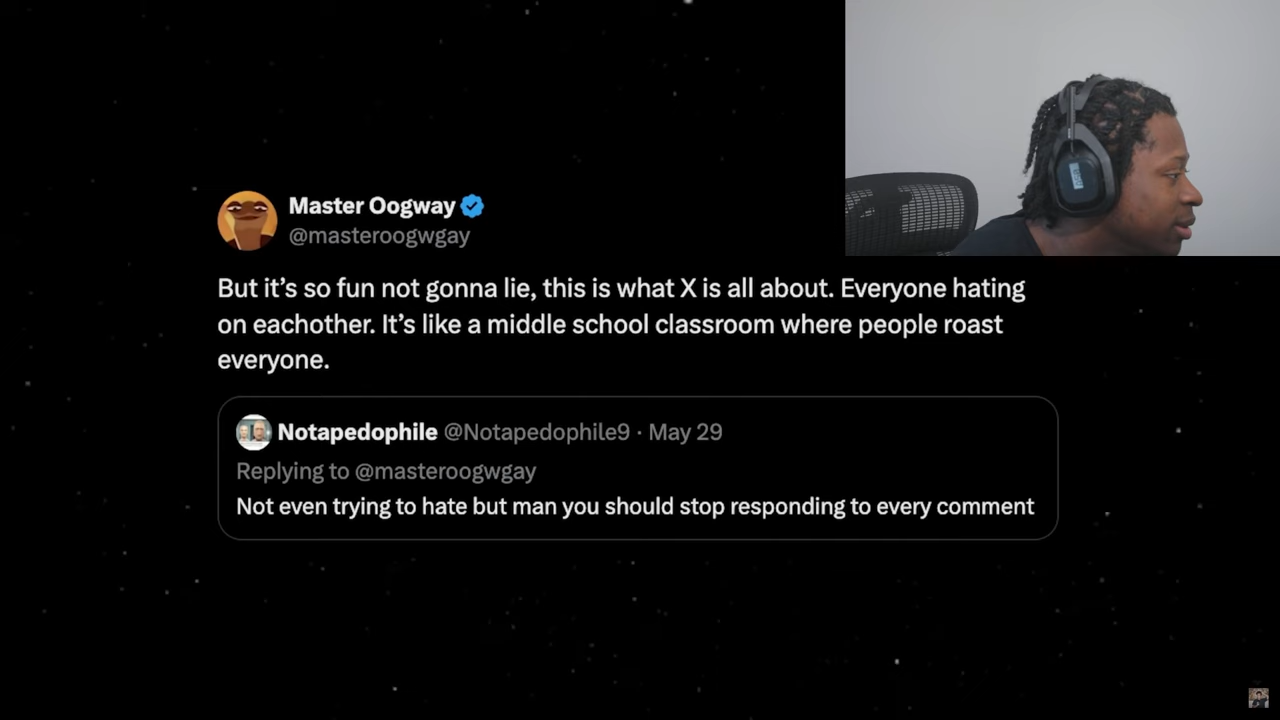 Master Oogway
@masteroogwgay
But it’s so fun not gonna lie, this is what X is all about. Everyone hating
on eachother. It’s like a middle school classroom where people roast
everyone.
Notapedophile @Notapedophile9 · May 29
Replying to @masteroogwgay
Not even trying to hate but man you should stop responding to every comment